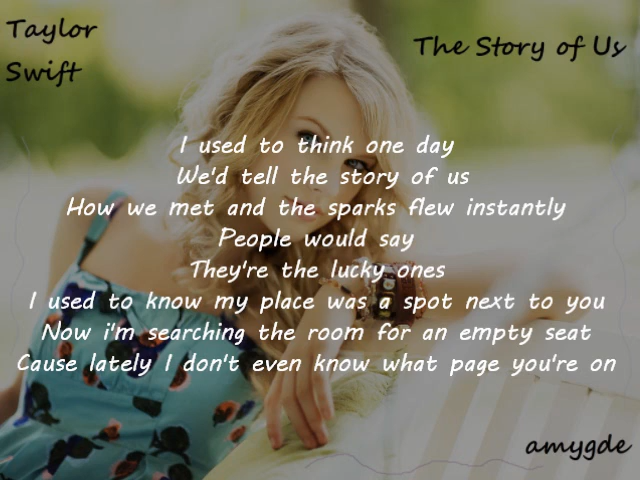 Taylor
Swift
The Story of Us
I used to think one day
We'd tell the story of us
How we met and the sparks flew instantly
People would say
They're the lucky ones
I used to know my place was a spot next to you
Now i'm searching the room for an empty seat
Cause lately I don't even know what page you're on
amygde